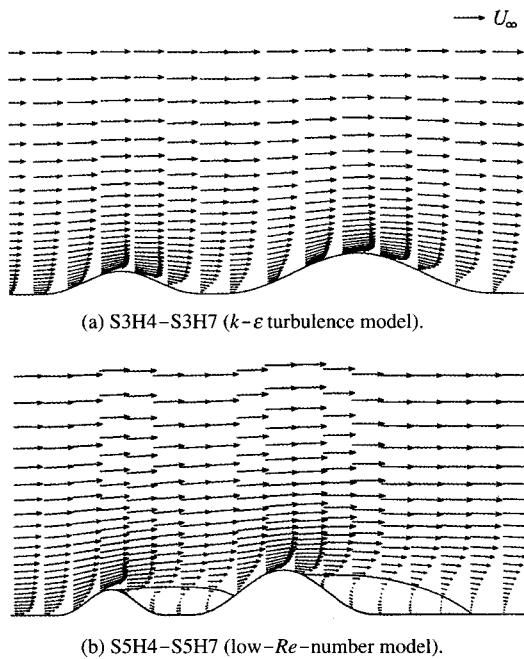 U∞
(a) S3H4–S3H7 (k–ε turbulence model).
(b) S5H4–S5H7 (low–Re–number model).